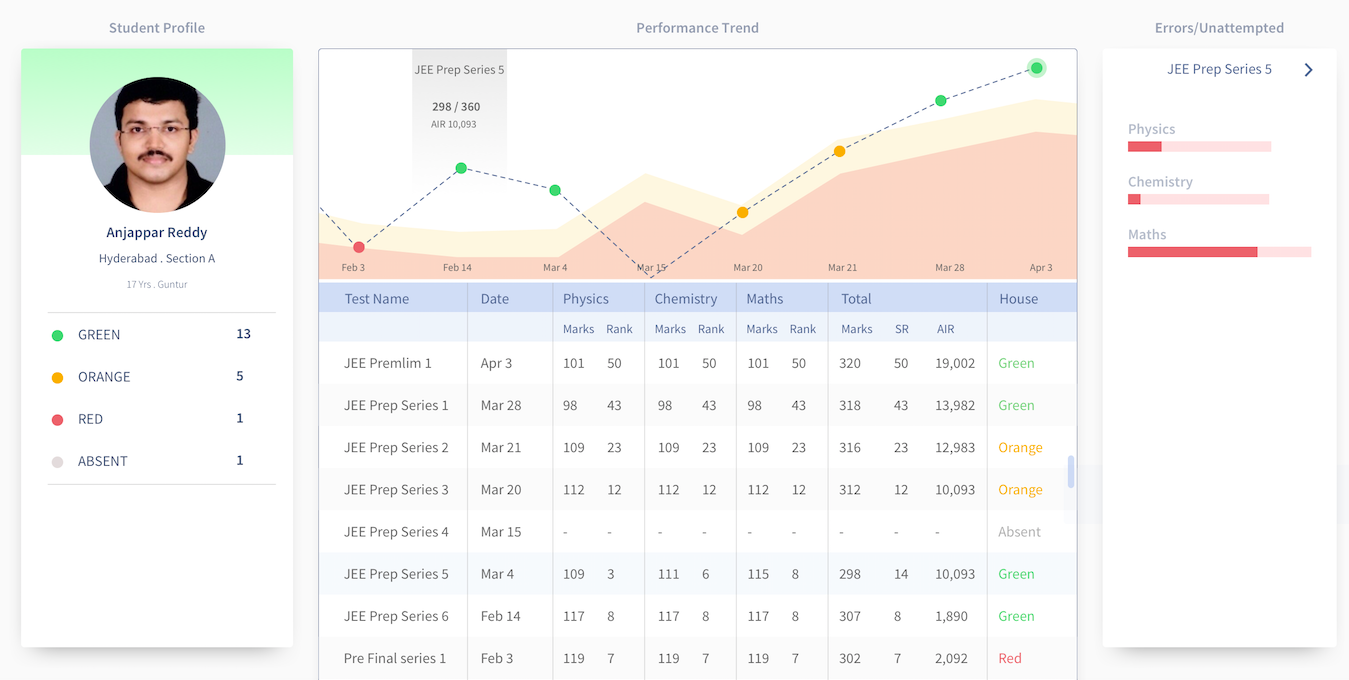 Student Profile
Anjappar Reddy
Hyderabad . Section A
17 Yrs . Guntur
GREEN 13
ORANGE 5
RED 1
ABSENT 1
Performance Trend
JEE Prep Series 5
298 / 360
AIR 10,093
Feb 3 Feb 14 Mar 4 Mar 15 Mar 20 Mar 21 Mar 28 Apr 3
Test Name Date Physics Chemistry Maths Total House
Marks Rank Marks Rank Marks Rank Marks SR AIR
JEE Premlim 1 Apr 3 101 50 101 50 101 50 320 50 19,002 Green
JEE Prep Series 1 Mar 28 98 43 98 43 98 43 318 43 13,982 Green
JEE Prep Series 2 Mar 21 109 23 109 23 109 23 316 23 12,983 Orange
JEE Prep Series 3 Mar 20 112 12 112 12 112 12 312 12 10,093 Orange
JEE Prep Series 4 Mar 15 - - - - - - - - - Absent
JEE Prep Series 5 Mar 4 109 3 111 6 115 8 298 14 10,093 Green
JEE Prep Series 6 Feb 14 117 8 117 8 117 8 307 8 1,890 Green
Pre Final series 1 Feb 3 119 7 119 7 119 7 302 7 2,092 Red
Errors/Unattempted
JEE Prep Series 5
Physics
Chemistry
Maths